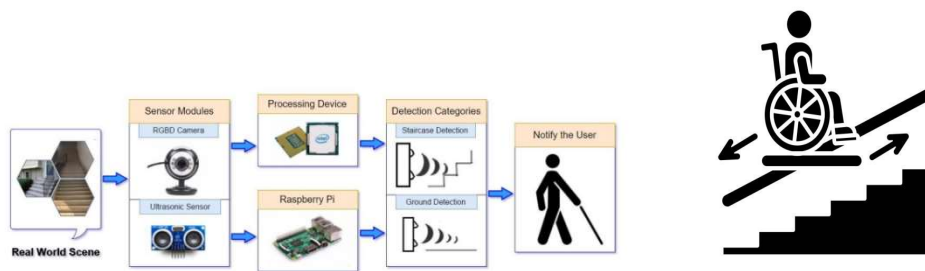 Real World Scene
Sensor Modules
RGBD Camera
Ultrasonic Sensor
Processing Device
intel
Raspberry Pi
Detection Categories
Staircase Detection
Ground Detection
Notify the User